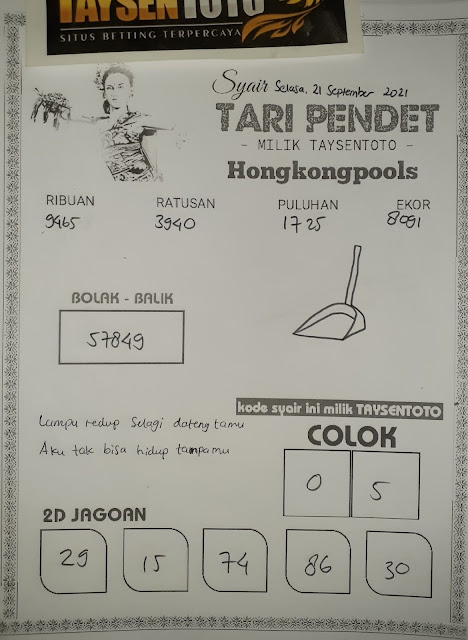 TAYSENTOTO
SITUS BETTING TERPERCAYA
Syair Selasa, 21 September 2021
TARI PENDET
- MILIK TAYSENTOTO -
Hongkongpools
RIBUAN RATUSAN PULUHAN EKOR
9465 3940 1725 8091
BOLAK - BALIK
57849
kode syair ini milik TAYSENTOTO
Lampu redup Selagi dateng tamu
Aku tak bisa hidup tanpamu
COLOK
0 5
2D JAGOAN
29 15 74 86 30